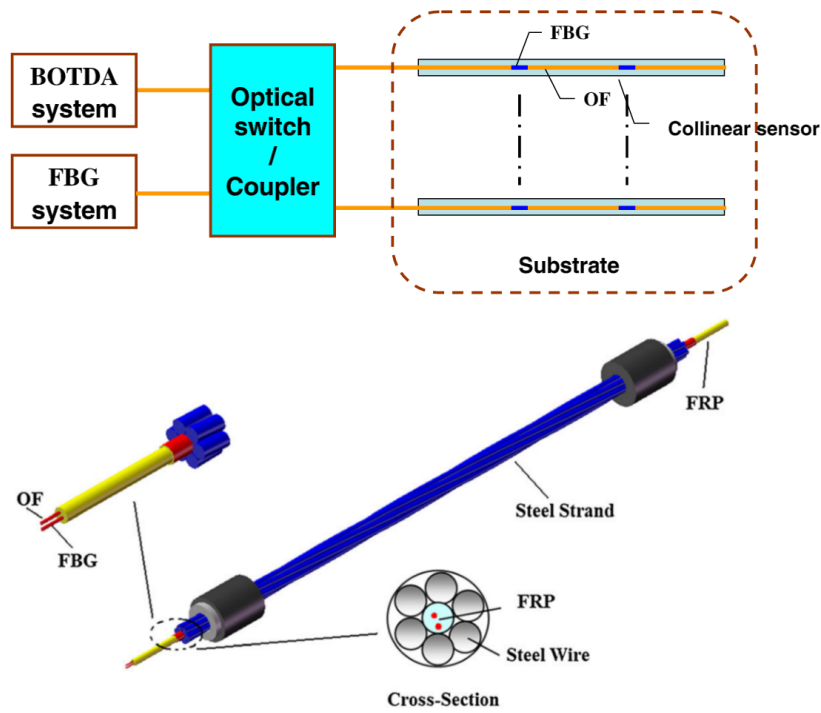 BOTDA
system
FBG
system
Optical
switch
/
Coupler
FBG
OF
Collinear sensor
Substrate
FRP
Steel Strand
OF
FBG
FRP
Steel Wire
Cross-Section